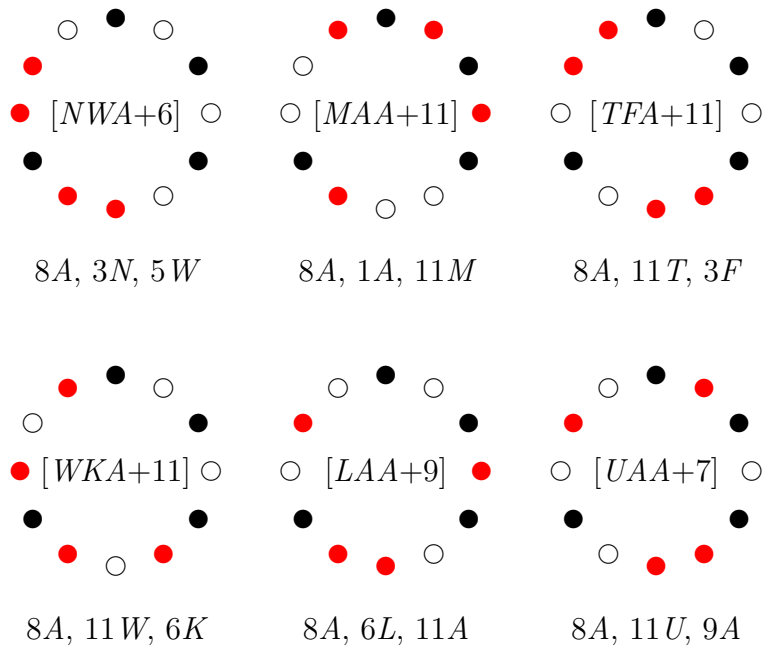 [NWA+6] [MAA+11] [TFA+11]
8A, 3N, 5W 8A, 1A, 11M 8A, 11T, 3F
[WKA+11] [LAA+9] [UAA+7]
8A, 11W, 6K 8A, 6L, 11A 8A, 11U, 9A